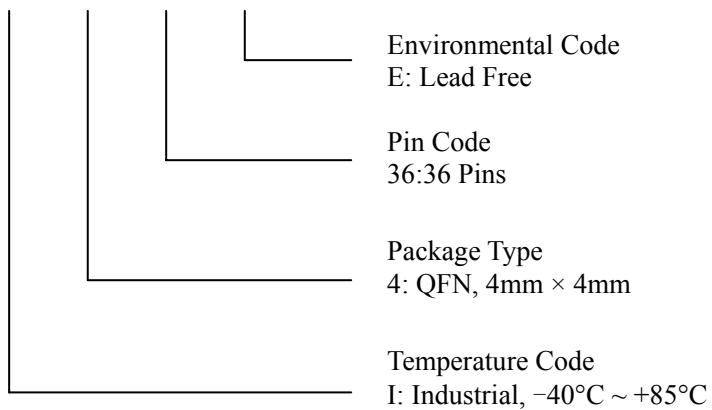 Environmental Code
E: Lead Free
Pin Code
36:36 Pins
Package Type
4: QFN, 4mm × 4mm
Temperature Code
I: Industrial, −40°C ~ +85°C